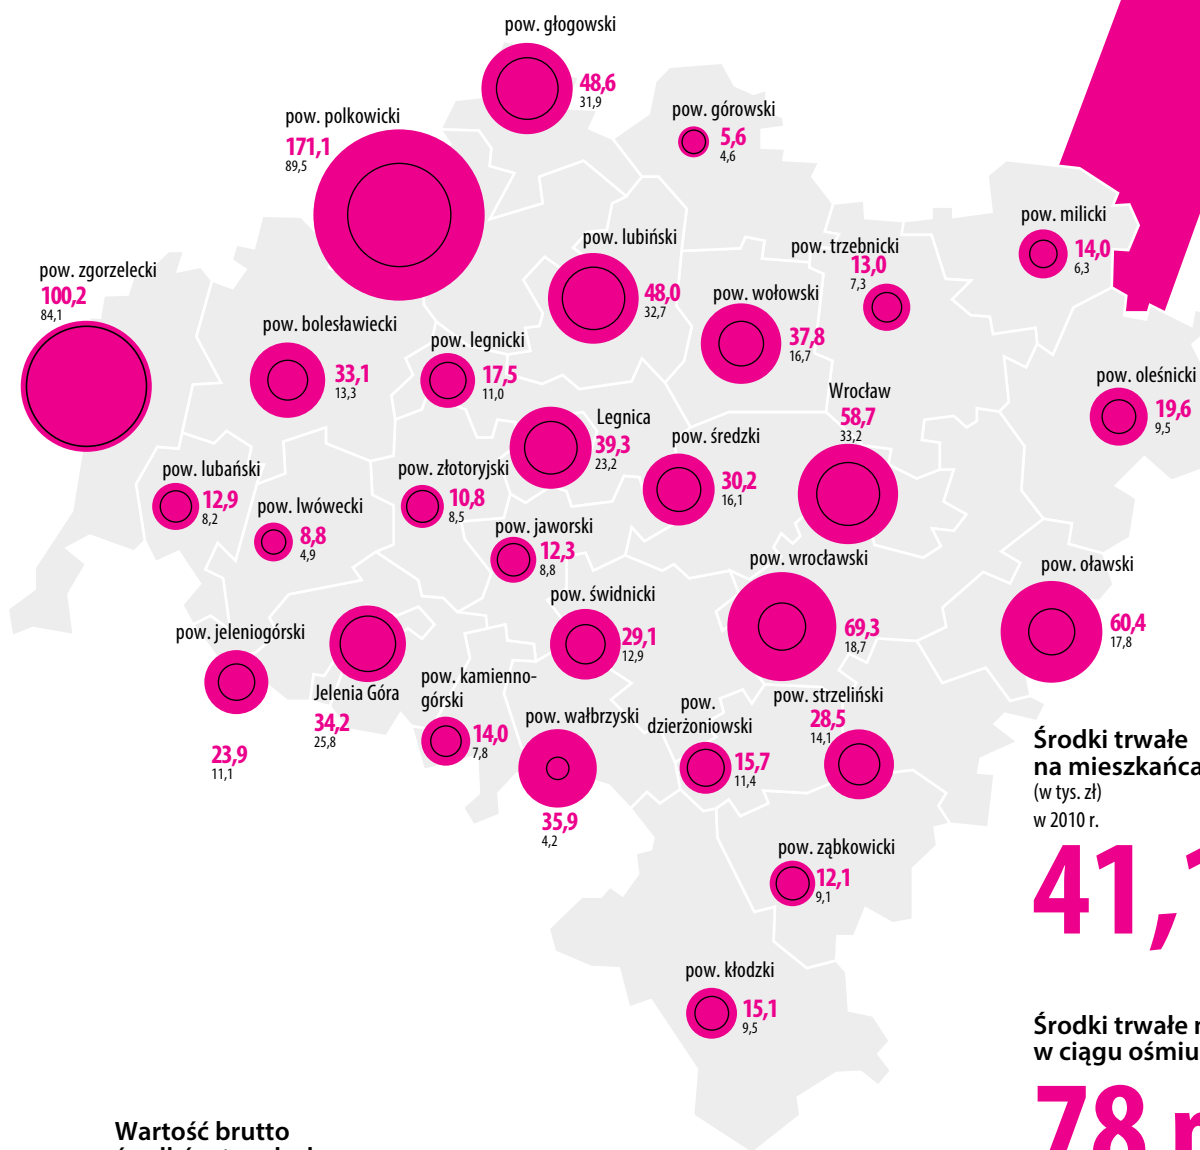 pow. głogowski
48,6
31,9
pow. polkowicki
171,1
89,5
pow. górowski
5,6
4,6
pow. milicki
14,0
6,3
pow. lubiński
48,0
32,7
pow. trzebnicki
13,0
7,3
pow. zgorzelecki
100,2
84,1
pow. wołowski
37,8
16,7
pow. bolesławiecki
33,1
13,3
pow. legnicki
17,5
11,0
pow. oleśnicki
19,6
9,5
Wrocław
58,7
33,2
Legnica
39,3
23,2
pow. średzki
30,2
16,1
pow. lubański
12,9
8,2
pow. złotoryjski
10,8
8,5
pow. lwówecki
8,8
4,9
pow. jaworski
12,3
8,8
pow. wrocławski
69,3
18,7
pow. oławski
60,4
17,8
pow. świdnicki
29,1
12,9
pow. jeleniogórski
23,9
11,1
Jelenia Góra
34,2
25,8
pow. kamienno-
górski
14,0
7,8
pow. wałbrzyski
35,9
4,2
pow.
dzierżoniowski
15,7
11,4
pow. strzeliński
28,5
14,1
Środki trwałe
na mieszkańca
(w tys. zł)
w 2010 r.
41,1
pow. ząbkowicki
12,1
9,1
pow. kłodzki
15,1
9,5
Środki trwałe
w ciągu ośmiu
78
Wartość brutto